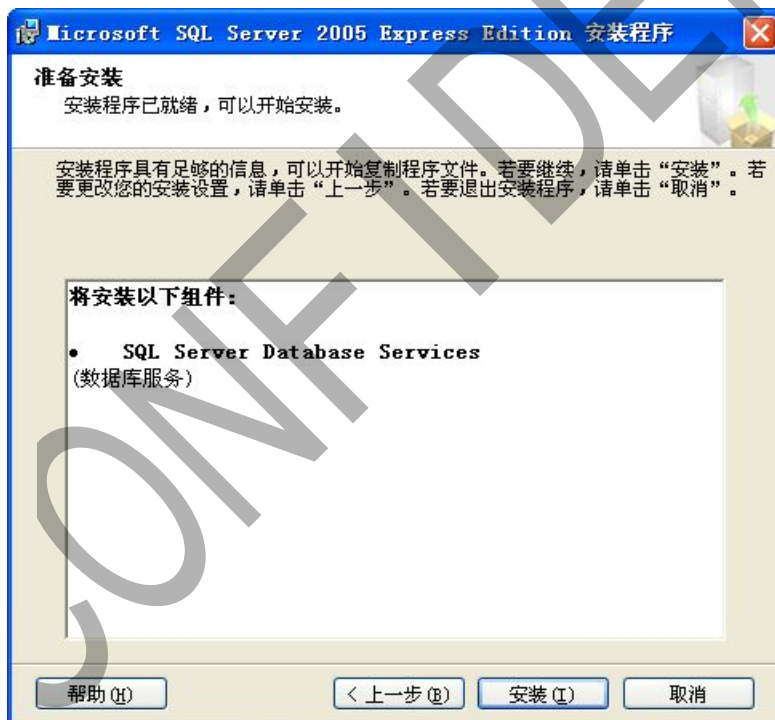 Microsoft SQL Server 2005 Express Edition 安装程序
准备安装
安装程序已就绪，可以开始安装。
安装程序具有足够的信息，可以开始复制程序文件。若要继续，请单击“安装”。若
要更改您的安装设置，请单击“上一步”。若要退出安装程序，请单击“取消”。
将安装以下组件：
• SQL Server Database Services
(数据库服务)
帮助(H)
< 上一步(B)
安装(I)
取消
CONFIDE